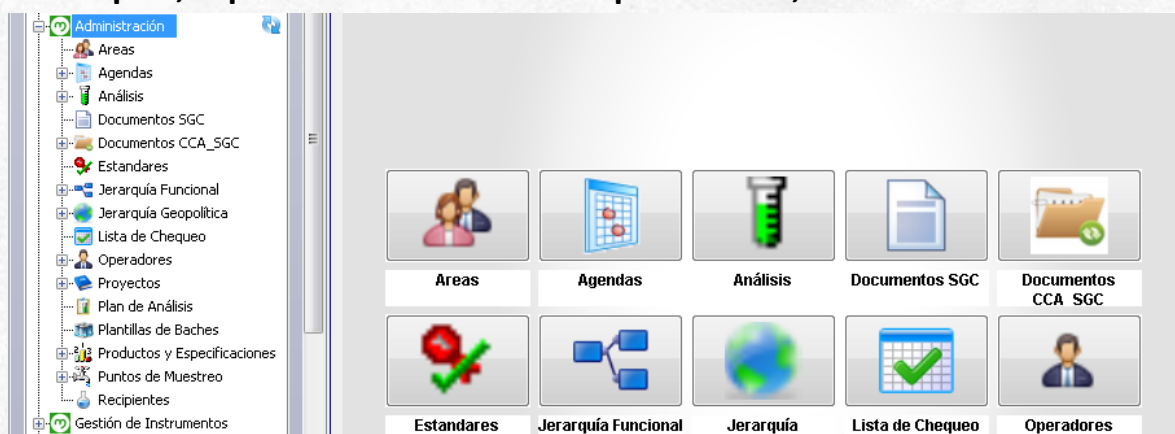 Administración
Areas
Agendas
Análisis
Documentos SGC
Documentos CCA_SGC
Estandares
Jerarquía Funcional
Jerarquía Geopolítica
Lista de Chequeo
Operadores
Proyectos
Plan de Análisis
Plantillas de Baches
Productos y Especificaciones
Puntos de Muestreo
Recipientes
Gestión de Instrumentos
Areas
Agendas
Análisis
Documentos SGC
Documentos
CCA_SGC
Estandares
Jerarquía Funcional
Jerarquía
Lista de Chequeo
Operadores